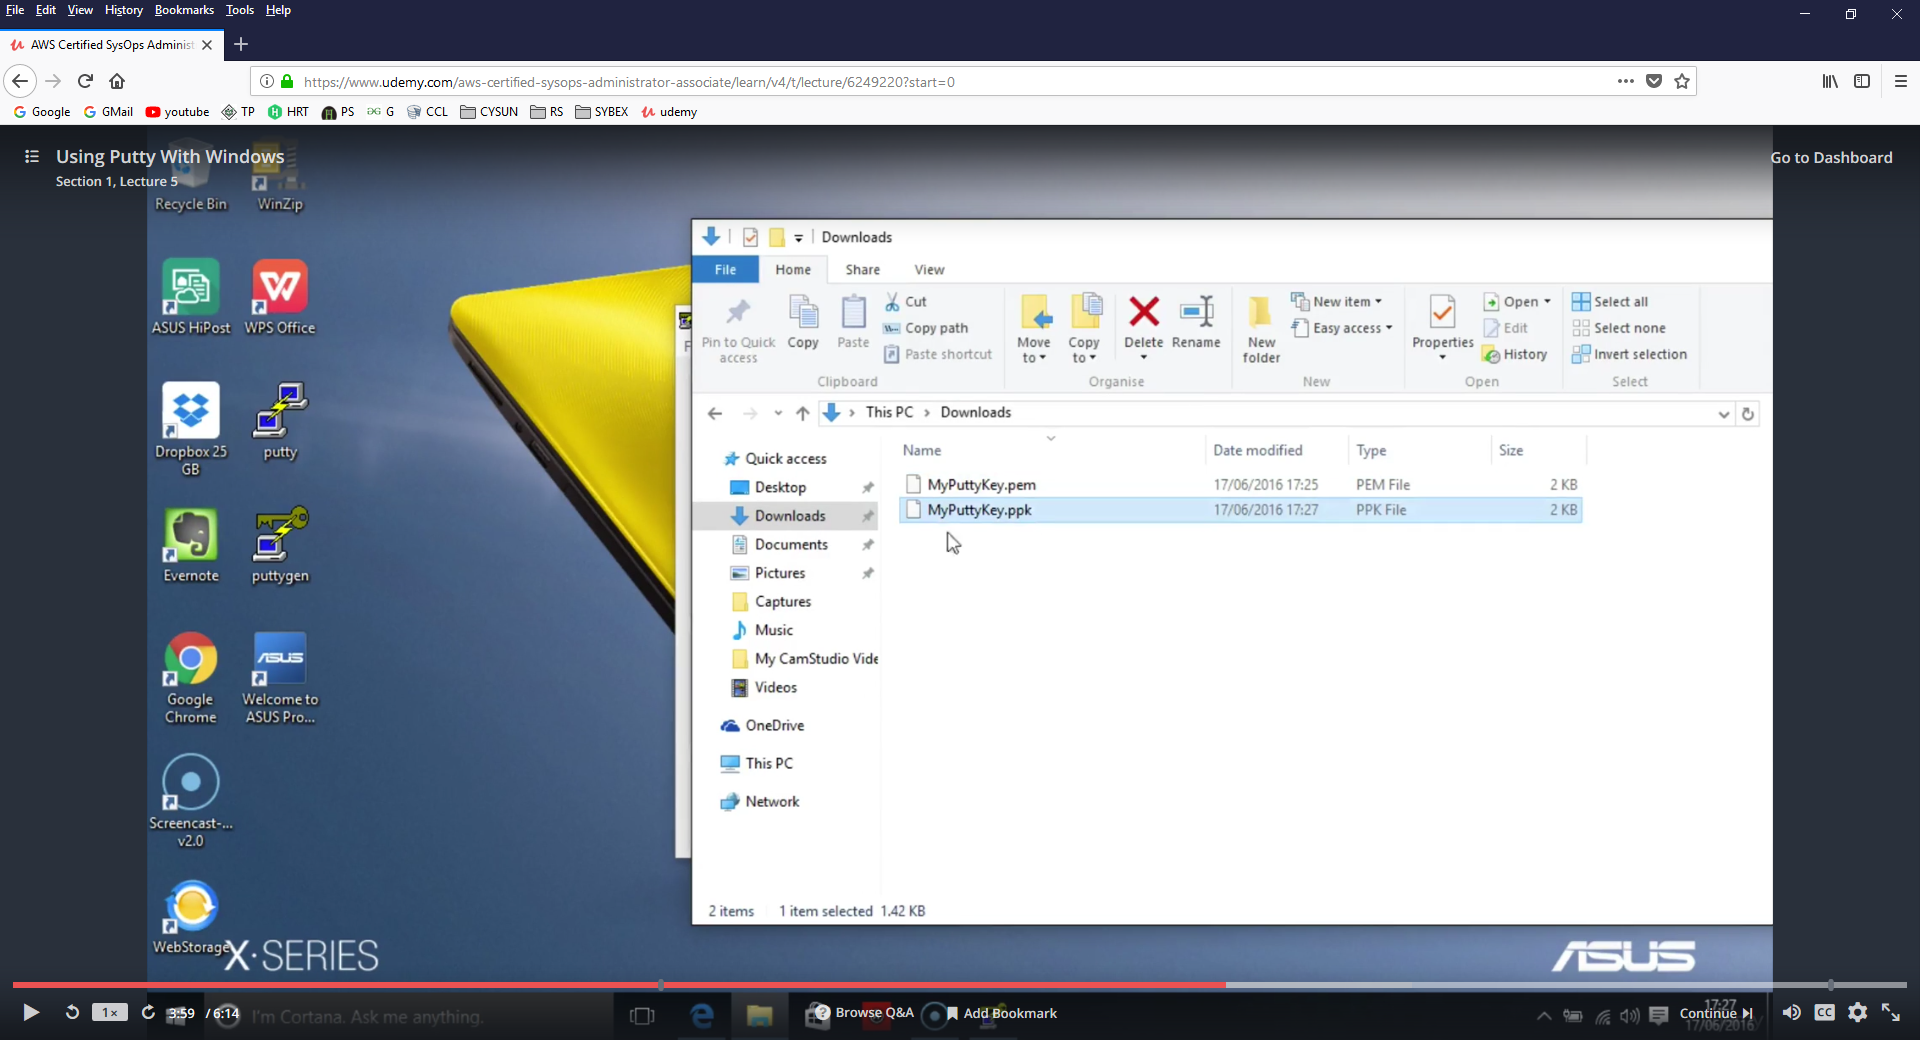 File Edit View History Bookmarks Tools Help
AWS Certified SysOps Administ
https://www.udemy.com/aws-certified-sysops-administrator-associate/learn/v4/t/lecture/6249220?start=0
Google GMail youtube TP HRT PS G CCL CYSUN RS SYBEX udemy
Using Putty With Windows
Section 1, Lecture 5
Go to Dashboard
Recycle Bin WinZip
ASUS HiPost WPS Office
Dropbox 25 GB putty
Evernote puttygen
ASUS
Google Chrome Welcome to ASUS Pro...
Screencast-... v2.0
WebStorage
X·SERIES
ASUS
Downloads
File Home Share View
Pin to Quick access Copy Paste
Cut
Copy path
Paste shortcut
Clipboard
Move to Copy to Delete Rename
Organise
New folder
New item
Easy access
New
Properties
Open
Edit
History
Open
Select all
Select none
Invert selection
Select
This PC Downloads
Name Date modified Type Size
MyPuttyKey.pem 17/06/2016 17:25 PEM File 2 KB
MyPuttyKey.ppk 17/06/2016 17:27 PPK File 2 KB
Quick access
Desktop
Downloads
Documents
Pictures
Captures
Music
My CamStudio Vide
Videos
OneDrive
This PC
Network
2 items 1 item selected 1.42 KB
1x 3:59 / 6:14
I'm Cortana. Ask me anything.
Browse Q&A Add Bookmark
Continue
17:27
17/06/2016
CC